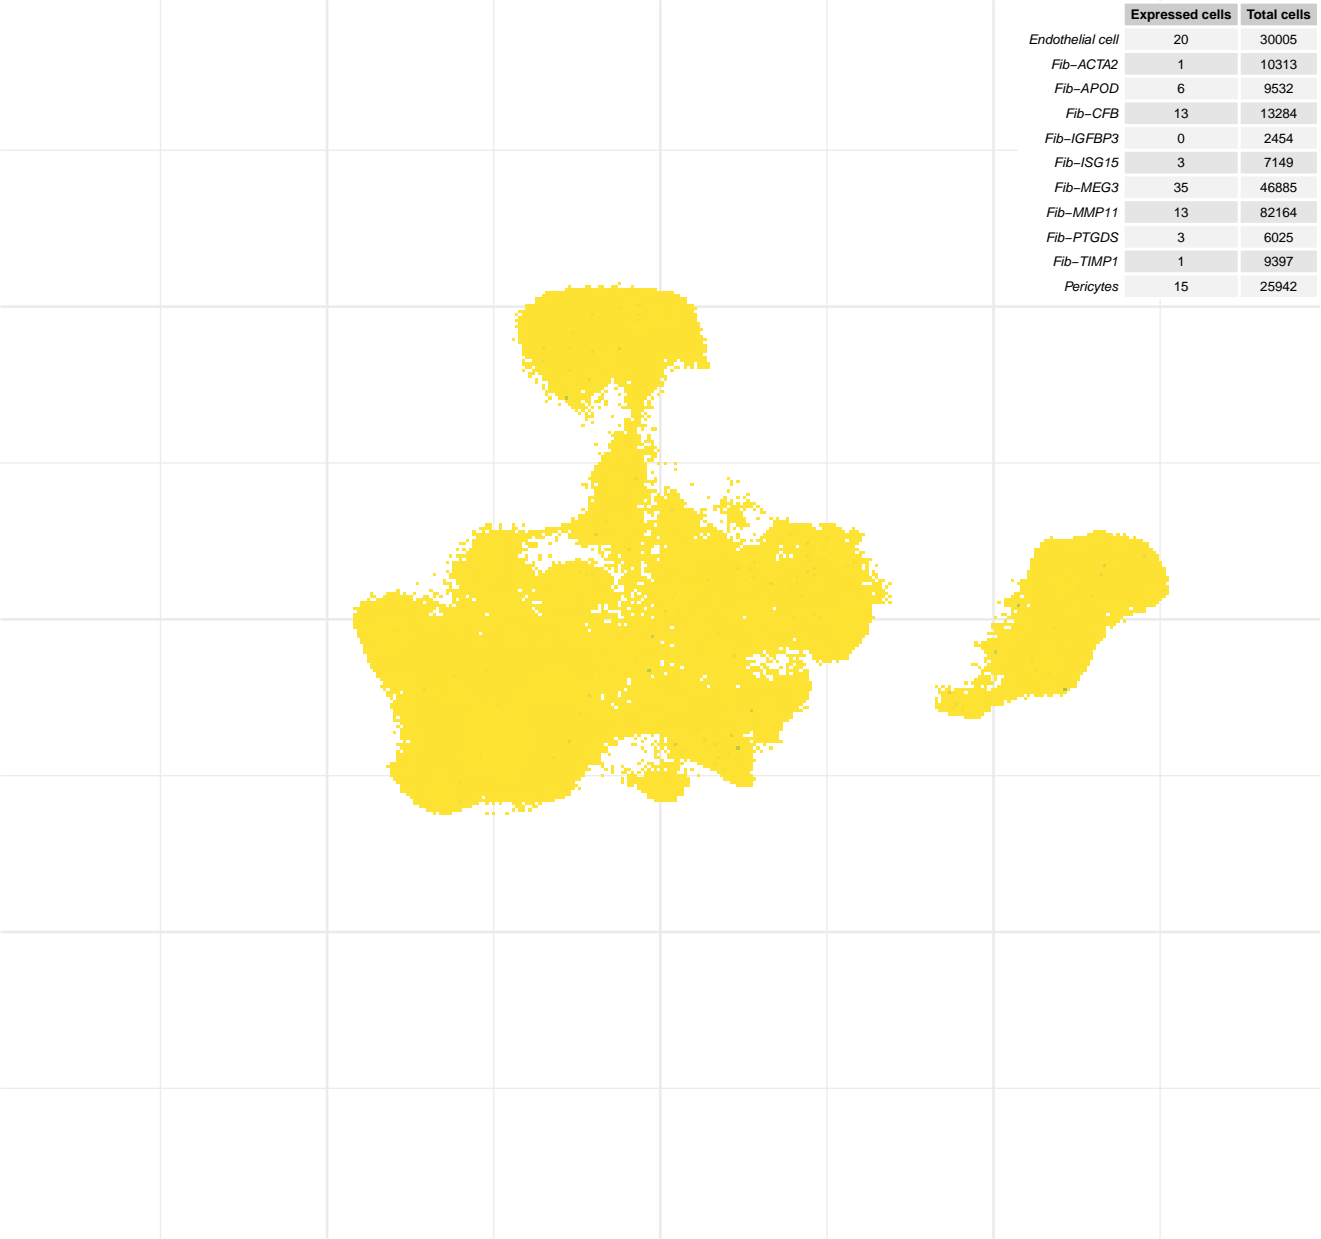 Expressed cells Total cells
Endothelial cell 20 30005
Fib−ACTA2 1 10313
Fib−APOD 6 9532
Fib−CFB 13 13284
Fib−IGFBP3 0 2454
Fib−ISG15 3 7149
Fib−MEG3 35 46885
Fib−MMP11 13 82164
Fib−PTGDS 3 6025
Fib−TIMP1 1 9397
Pericytes 15 25942